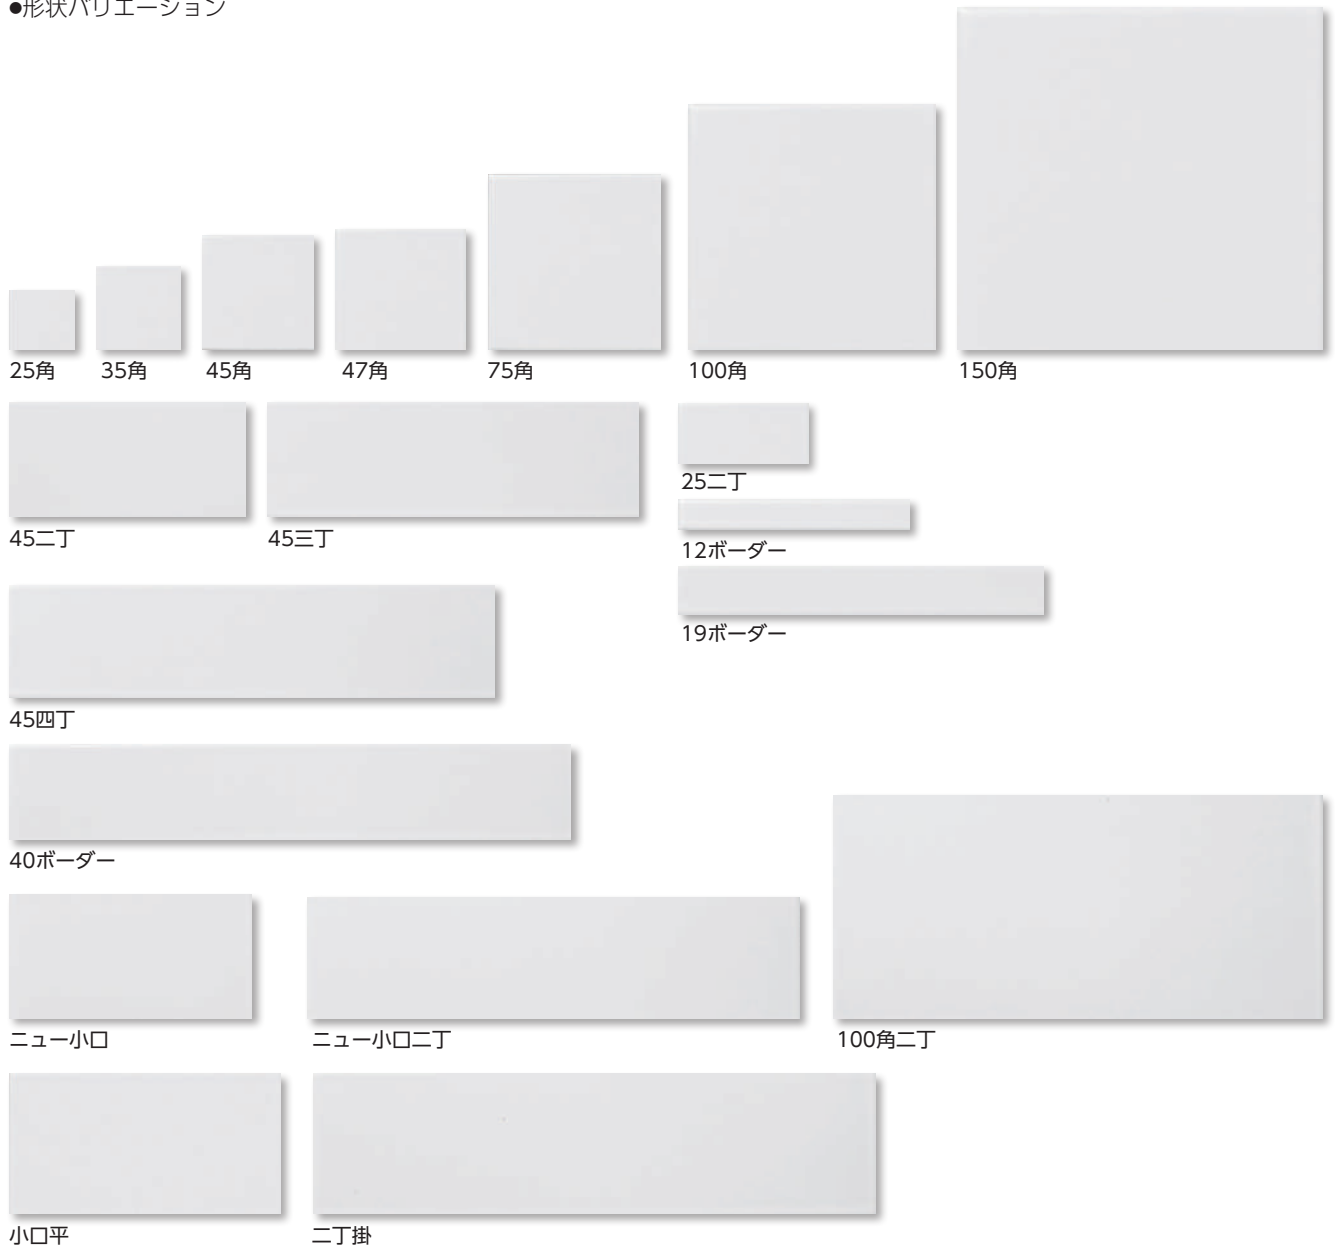 ●形状バリエーション
25角
35角
45角
47角
75角
100角
150角
45二丁
45三丁
25二丁
12ボーダー
19ボーダー
45四丁
40ボーダー
ニュー小口
ニュー小口二丁
100角二丁
小口平
二丁掛